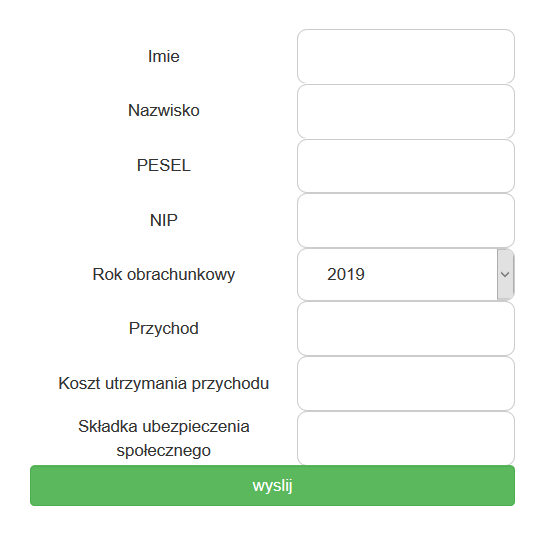 Imie
Nazwisko
PESEL
NIP
Rok obrachunkowy
2019
Przychod
Koszt utrzymania przychodu
Składka ubezpieczenia
społecznego
wyslij